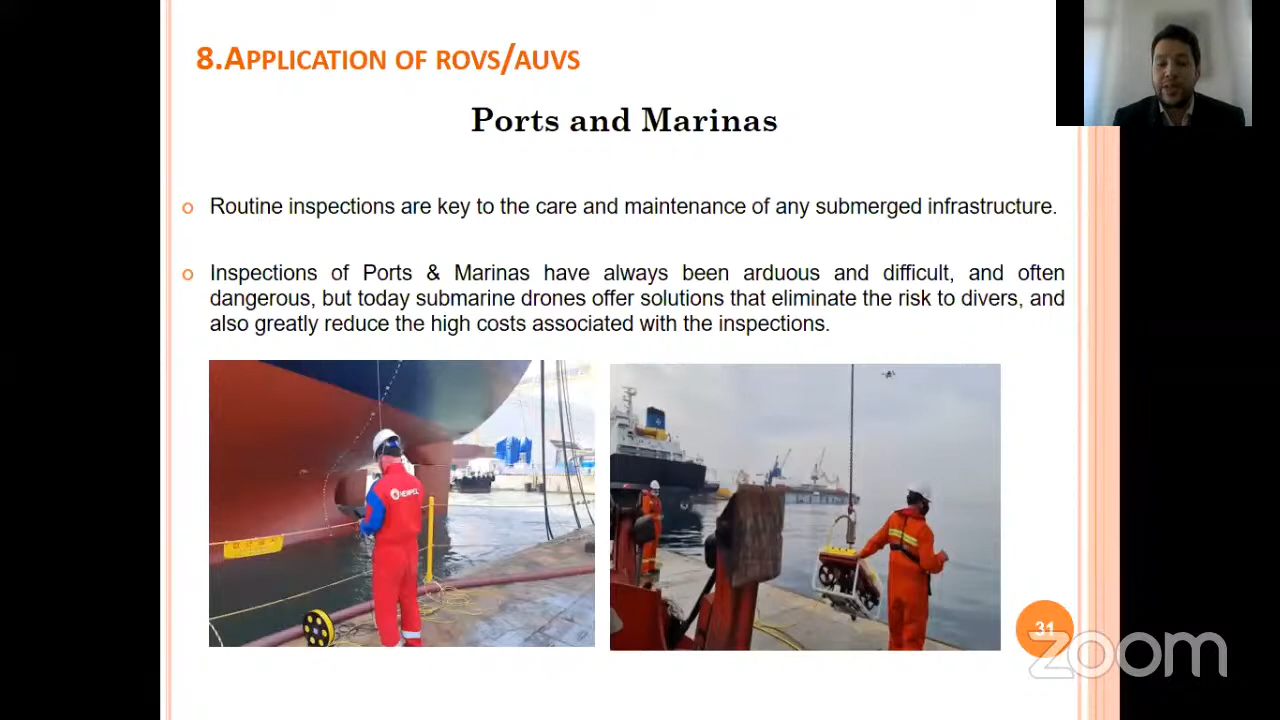 8.APPLICATION OF ROVS/AUVS
Ports and Marinas
Routine inspections are key to the care and maintenance of any submerged infrastructure.
Inspections of Ports & Marinas have always been arduous and difficult, and often
dangerous, but today submarine drones offer solutions that eliminate the risk to divers, and
also greatly reduce the high costs associated with the inspections.
HEMPEL
31
zoom